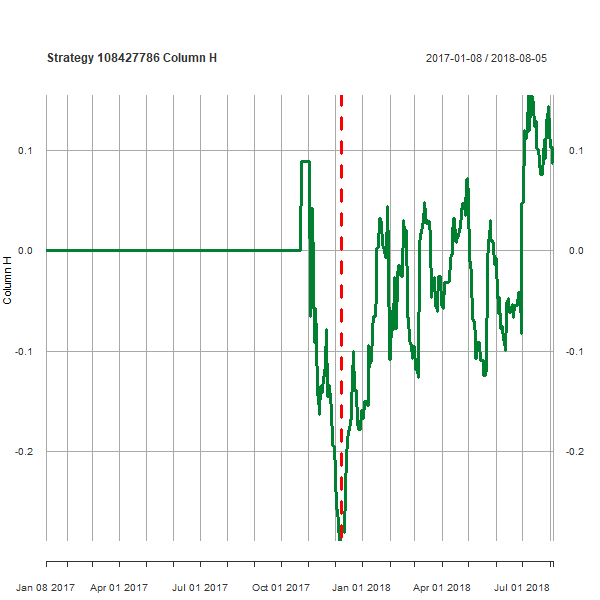 Strategy 108427786 Column H
2017-01-08 / 2018-08-05
0.1
0.1
0.0
0.0
-0.1
-0.1
-0.2
-0.2
Column H
Jan 08 2017
Apr 01 2017
Jul 01 2017
Oct 01 2017
Jan 01 2018
Apr 01 2018
Jul 01 2018